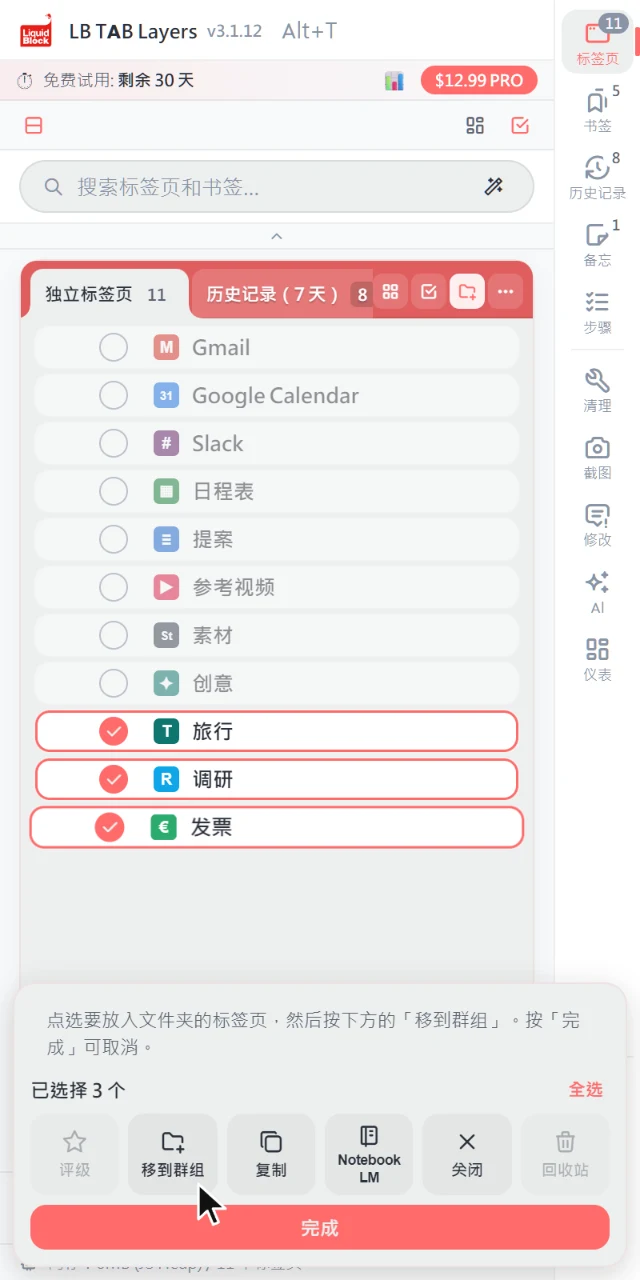 Liquid Block
LB TAB Layers v3.1.12 Alt+T
11
标签页
免费试用: 剩余 30 天
$12.99 PRO
5
书签
搜索标签页和书签...
8
历史记录
1
备忘
步骤
清理
截图
修改
AI
仪表
独立标签页 11
历史记录 ( 7 天 ) 8
M Gmail
31 Google Calendar
# Slack
日程表
提案
参考视频
St 素材
创意
T 旅行
R 调研
€ 发票
点选要放入文件夹的标签页，然后按下方的「移到群组」。按「完
成」可取消。
已选择 3 个
全选
评级
移到群组
复制
Notebook
LM
关闭
回收站
完成